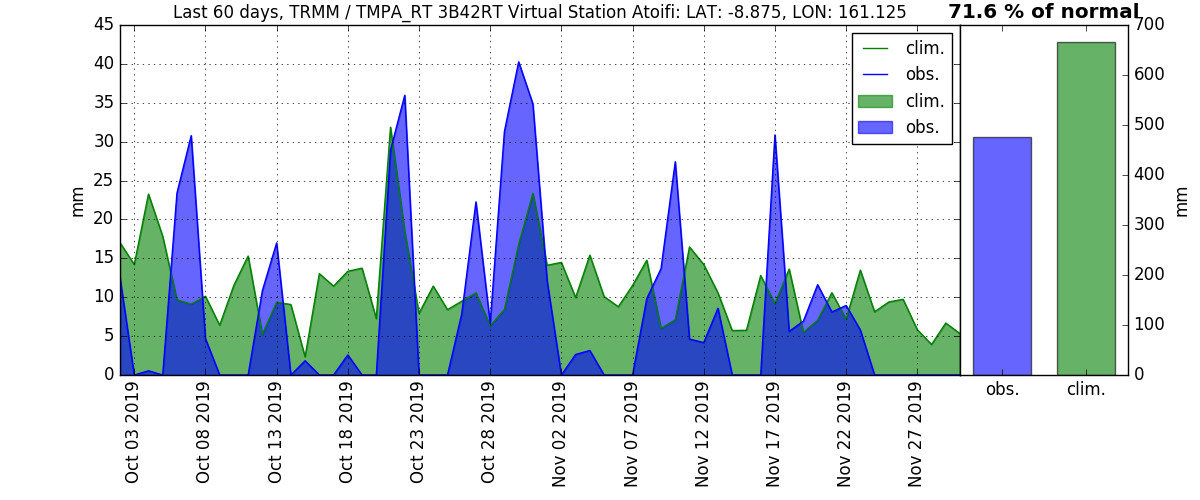 Last 60 days, TRMM / TMPA_RT 3B42RT Virtual Station Atoifi: LAT: -8.875, LON: 161.125
71.6 % of normal
45
40
35
30
25
20
15
10
5
0
mm
clim.
obs.
clim.
obs.
700
600
500
400
300
200
100
0
mm
obs.
clim.
Oct 03 2019
Oct 08 2019
Oct 13 2019
Oct 18 2019
Oct 23 2019
Oct 28 2019
Nov 02 2019
Nov 07 2019
Nov 12 2019
Nov 17 2019
Nov 22 2019
Nov 27 2019